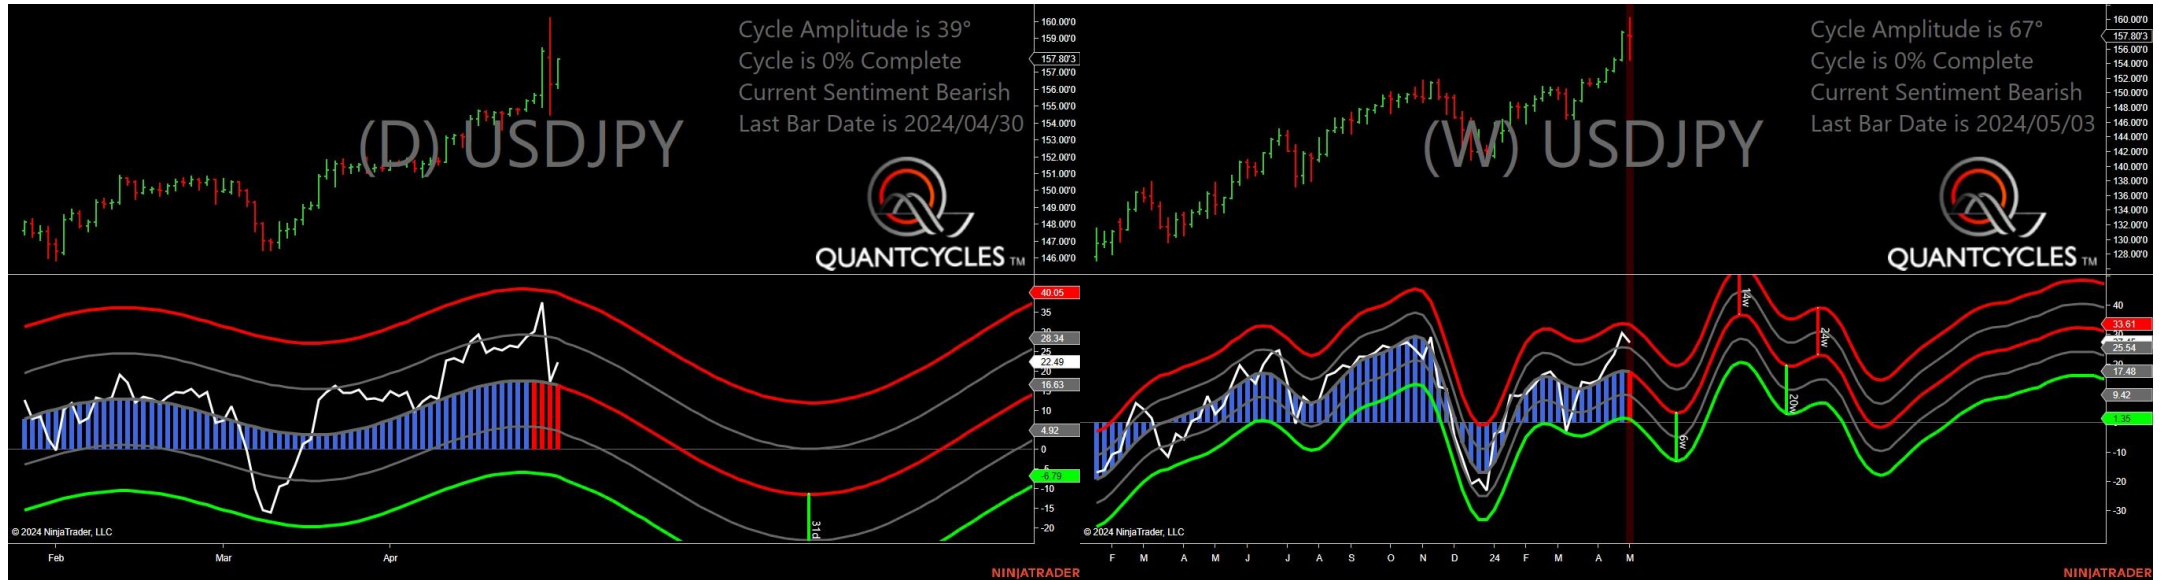 Cycle Amplitude is 39°
Cycle is 0% Complete
Current Sentiment Bearish
Last Bar Date is 2024/04/30
(D) USDJPY
QUANTCYCLES TM
160.00'0
159.00'0
157.80'3
157.00'0
156.00'0
155.00'0
154.00'0
153.00'0
152.00'0
151.00'0
150.00'0
149.00'0
148.00'0
147.00'0
146.00'0
40.05
35
28.34
25
22.49
20
16.63
10
4.92
0
-6.79
-10
-15
-20
31d
© 2024 NinjaTrader, LLC
Feb
Mar
Apr
NINJATRADER
Cycle Amplitude is 67°
Cycle is 0% Complete
Current Sentiment Bearish
Last Bar Date is 2024/05/03
(W) USDJPY
QUANTCYCLES TM
160.00'0
157.80'3
156.00'0
154.00'0
152.00'0
150.00'0
148.00'0
146.00'0
144.00'0
142.00'0
140.00'0
138.00'0
136.00'0
134.00'0
132.00'0
130.00'0
128.00'0
14w
24w
20w
6w
40
33.61
25.54
20
17.48
9.42
1.35
-10
-20
-30
© 2024 NinjaTrader, LLC
F
M
A
M
J
J
A
S
O
N
D
24
F
M
A
M
NINJATRADER